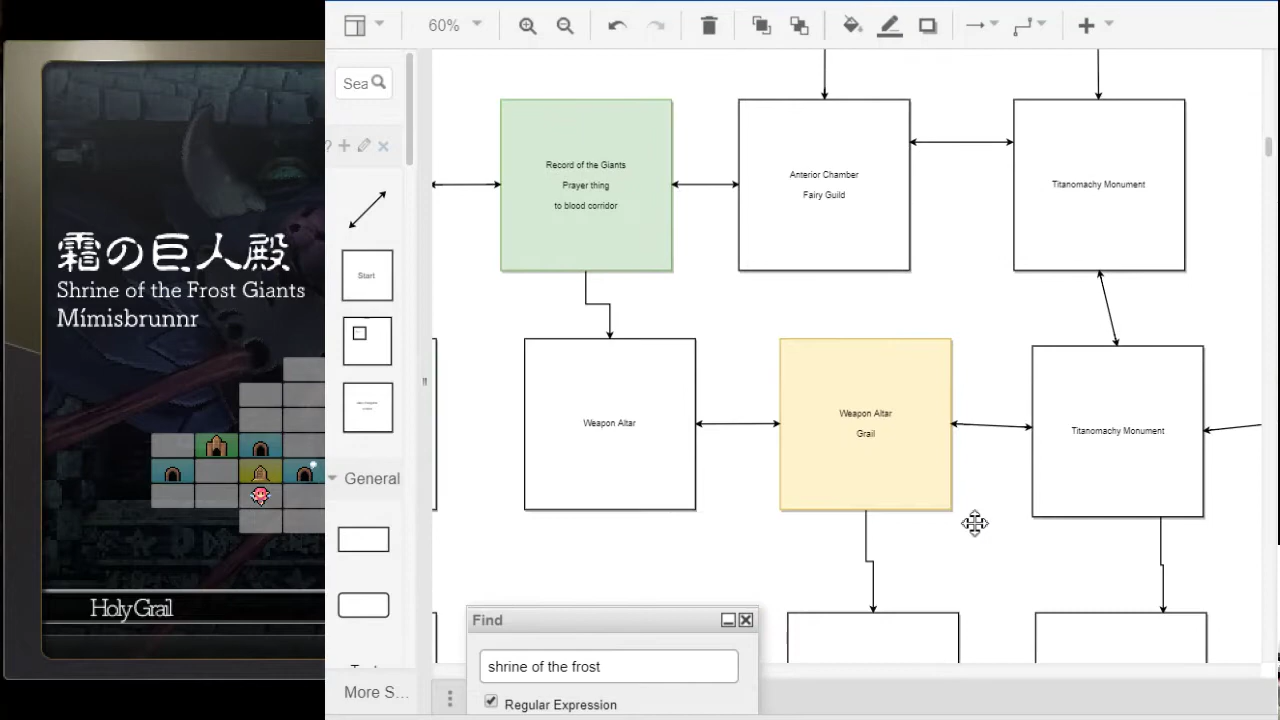 霜の巨人殿
Shrine of the Frost Giants
Mímisbrunnr
Holy Grail
60%
Sea
?
Start
General
More S...
Record of the Giants
Prayer thing
to blood corridor
Anterior Chamber
Fairy Guild
Titanomachy Monument
Weapon Altar
Weapon Altar
Grail
Titanomachy Monument
Find
shrine of the frost
Regular Expression